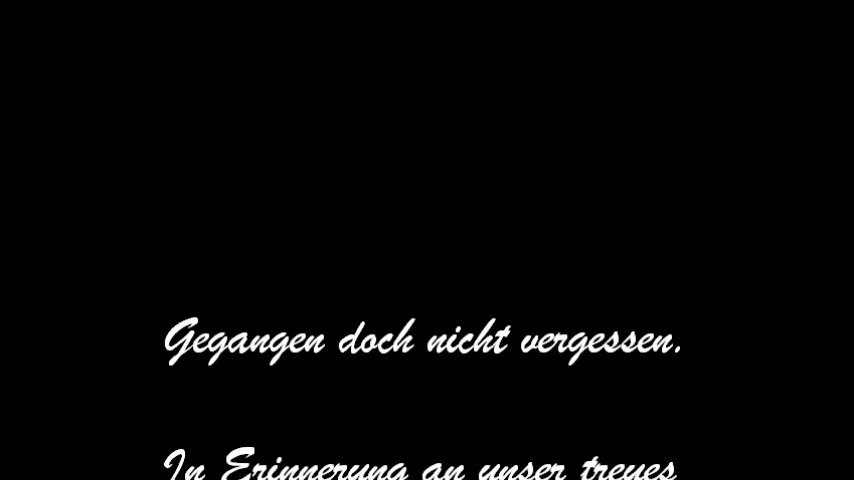 Gegangen doch nicht vergessen.
In Erinnerung an unser treues